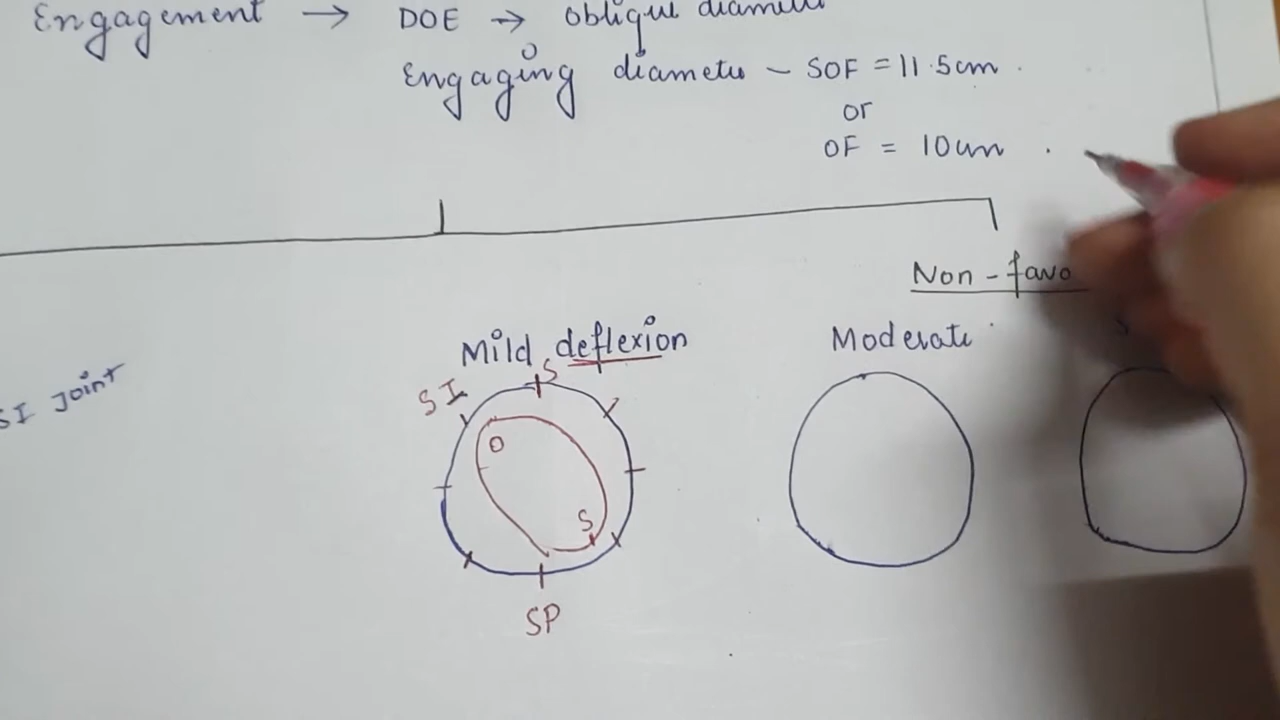 Engagement → DOE → oblique diameter
Engaging diameter - SOF = 11.5cm
or
OF = 10cm
Non-favo
Mild deflexion
Moderate
SI S
SI Joint
O
S
SP